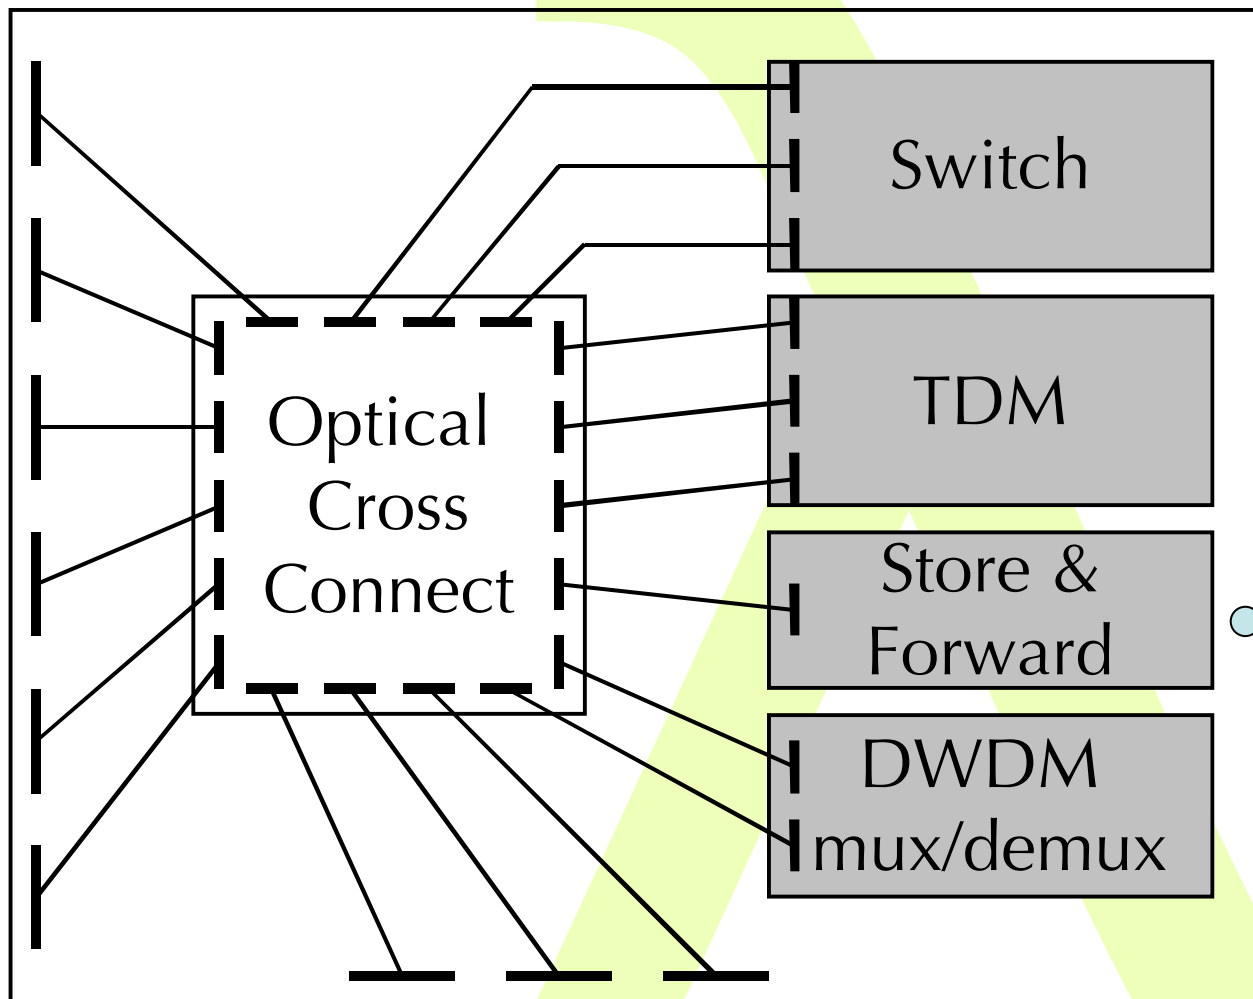 Switch
TDM
Optical
Cross
Connect
Store &
Forward
DWDM
mux/demux